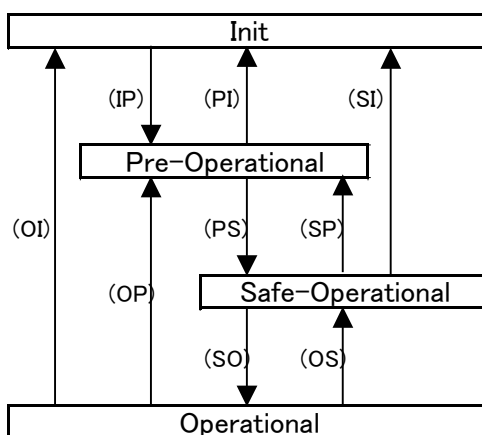 Init
(IP) (PI) (SI)
Pre-Operational
(OI) (PS) (SP)
(OP)
Safe-Operational
(SO) (OS)
Operational